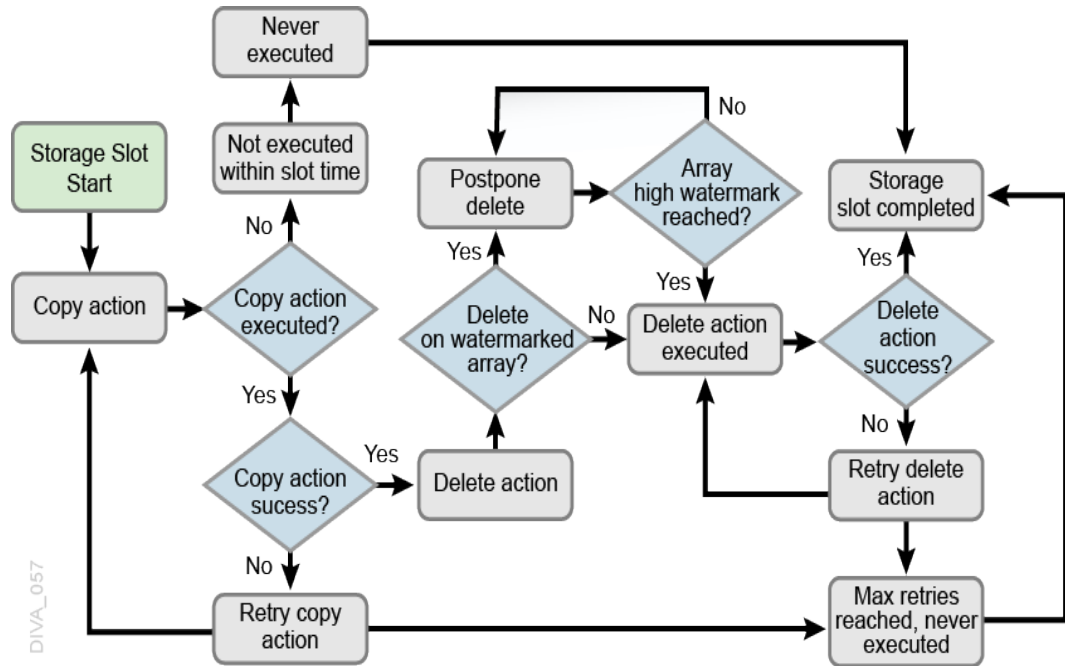 Never
executed
No
Storage Slot
Start
Not executed
within slot time
Postpone
delete
Array
high watermark
reached?
Storage
slot completed
No
Yes
Yes
Yes
Copy action
Copy action
executed?
Delete
on watermarked
array?
No
Delete action
executed
Delete
action
success?
Yes
No
Copy action
sucess?
Yes
Delete action
Retry delete
action
No
Retry copy
action
Max retries
reached, never
executed
DIVA_057